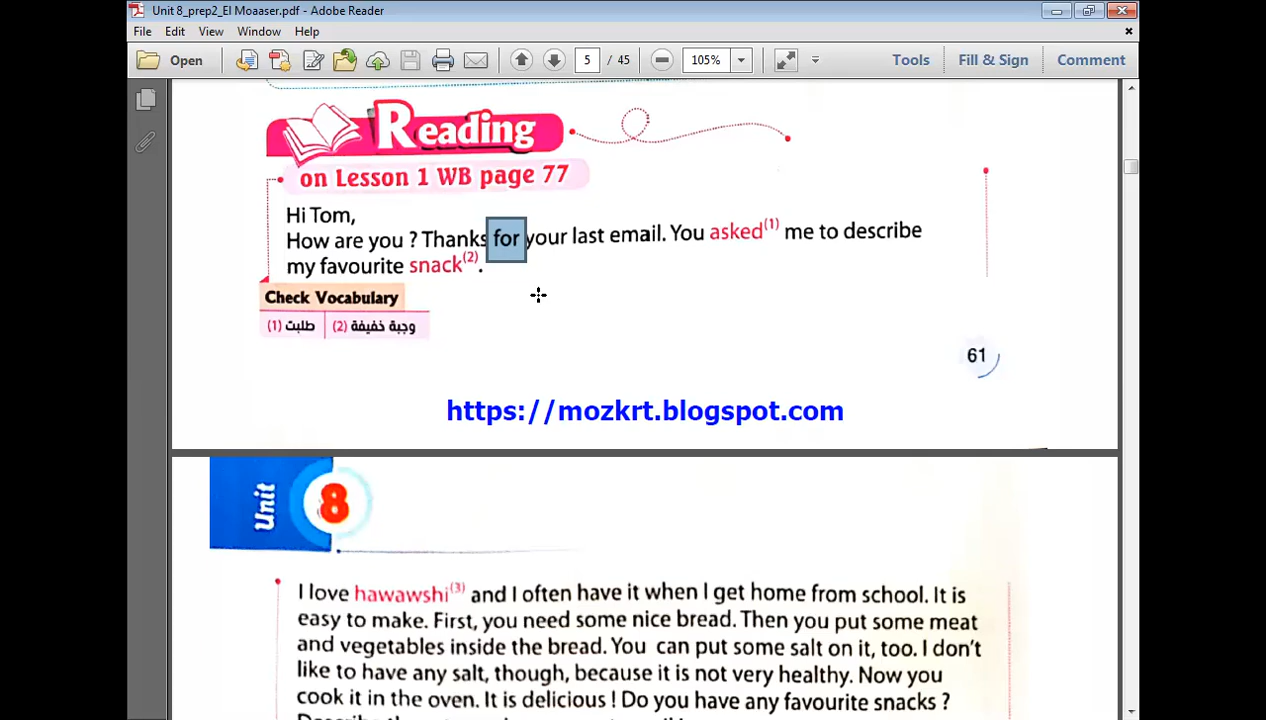 Unit 8_prep2_El Moaaser.pdf - Adobe Reader
File Edit View Window Help
Open 5 / 45 105% Tools Fill & Sign Comment
Reading
on Lesson 1 WB page 77
Hi Tom,
How are you ? Thanks for your last email. You asked(1) me to describe
my favourite snack(2).
Check Vocabulary
(1) طلبت (2) وجبة خفيفة
61
https://mozkrt.blogspot.com
Unit 8
I love hawawshi(3) and I often have it when I get home from school. It is
easy to make. First, you need some nice bread. Then you put some meat
and vegetables inside the bread. You can put some salt on it, too. I don't
like to have any salt, though, because it is not very healthy. Now you
cook it in the oven. It is delicious ! Do you have any favourite snacks ?